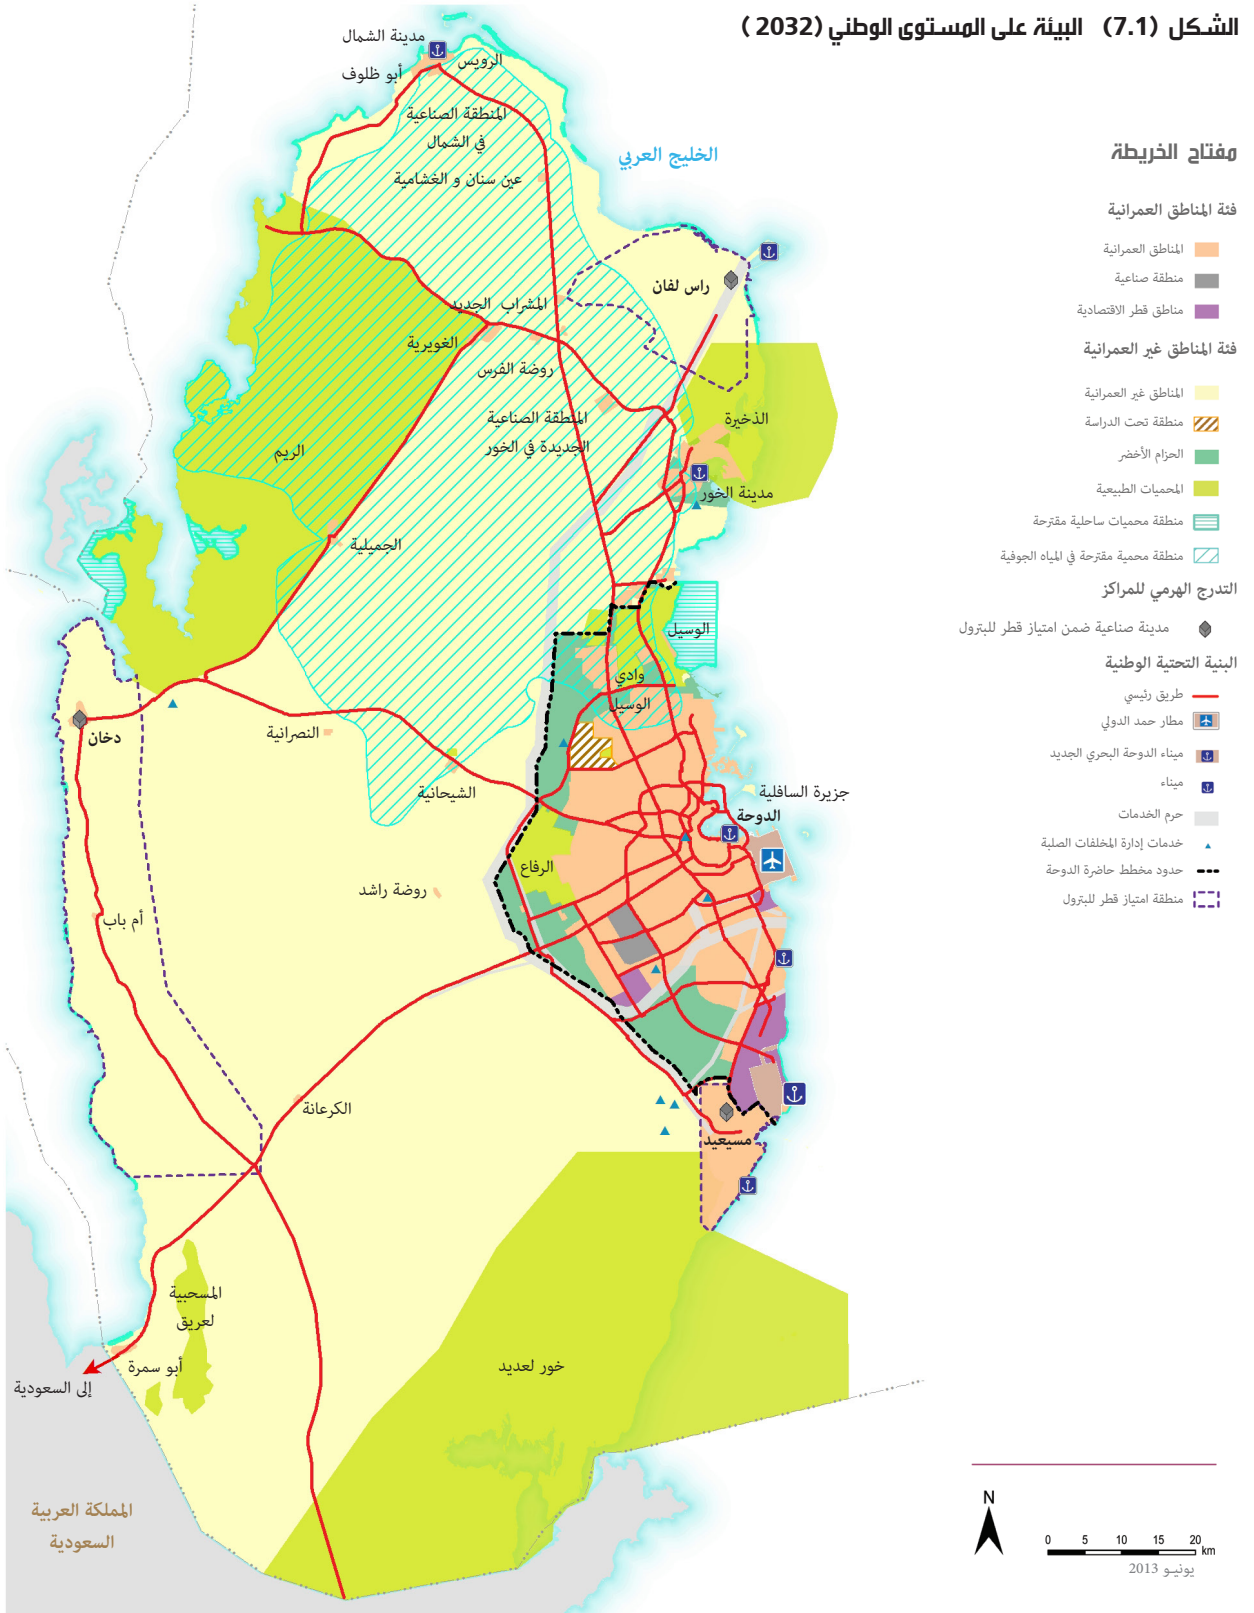 الشكل (7.1) البيئة على المستوى الوطني (2032 )
مفتاح الخريطة
فئة المناطق العمرانية
المناطق العمرانية
منطقة صناعية
مناطق قطر الاقتصادية
فئة المناطق غير العمرانية
المناطق غير العمرانية
منطقة تحت الدراسة
الحزام الأخضر
المحميات الطبيعية
منطقة محميات ساحلية مقترحة
منطقة محمية مقترحة في المياه الجوفية
التدرج الهرمي للمراكز
مدينة صناعية ضمن امتياز قطر للبترول
البنية التحتية الوطنية
طريق رئيسي
مطار حمد الدولي
ميناء الدوحة البحري الجديد
ميناء
حرم الخدمات
خدمات إدارة المخلفات الصلبة
حدود مخطط حاضرة الدوحة
منطقة امتياز قطر للبترول
مدينة الشمال
الرويس
أبو ظلوف
المنطقة الصناعية
في الشمال
عين سنان و الغشامية
الخليج العربي
راس لفان
المشراب الجديد
الغويرية
روضة الفرس
المنطقة الصناعية
الجديدة في الخور
الذخيرة
الريم
مدينة الخور
الجميلية
الوسيل
وادي
الوسيل
دخان
النصرانية
الشيحانية
جزيرة السافلية
الدوحة
الرفاع
روضة راشد
أم باب
الكرعانة
مسيعيد
المسحبية
لعريق
أبو سمرة
إلى السعودية
خور لعديد
المملكة العربية
السعودية
N
0 5 10 15 20
km
يونيـو 2013